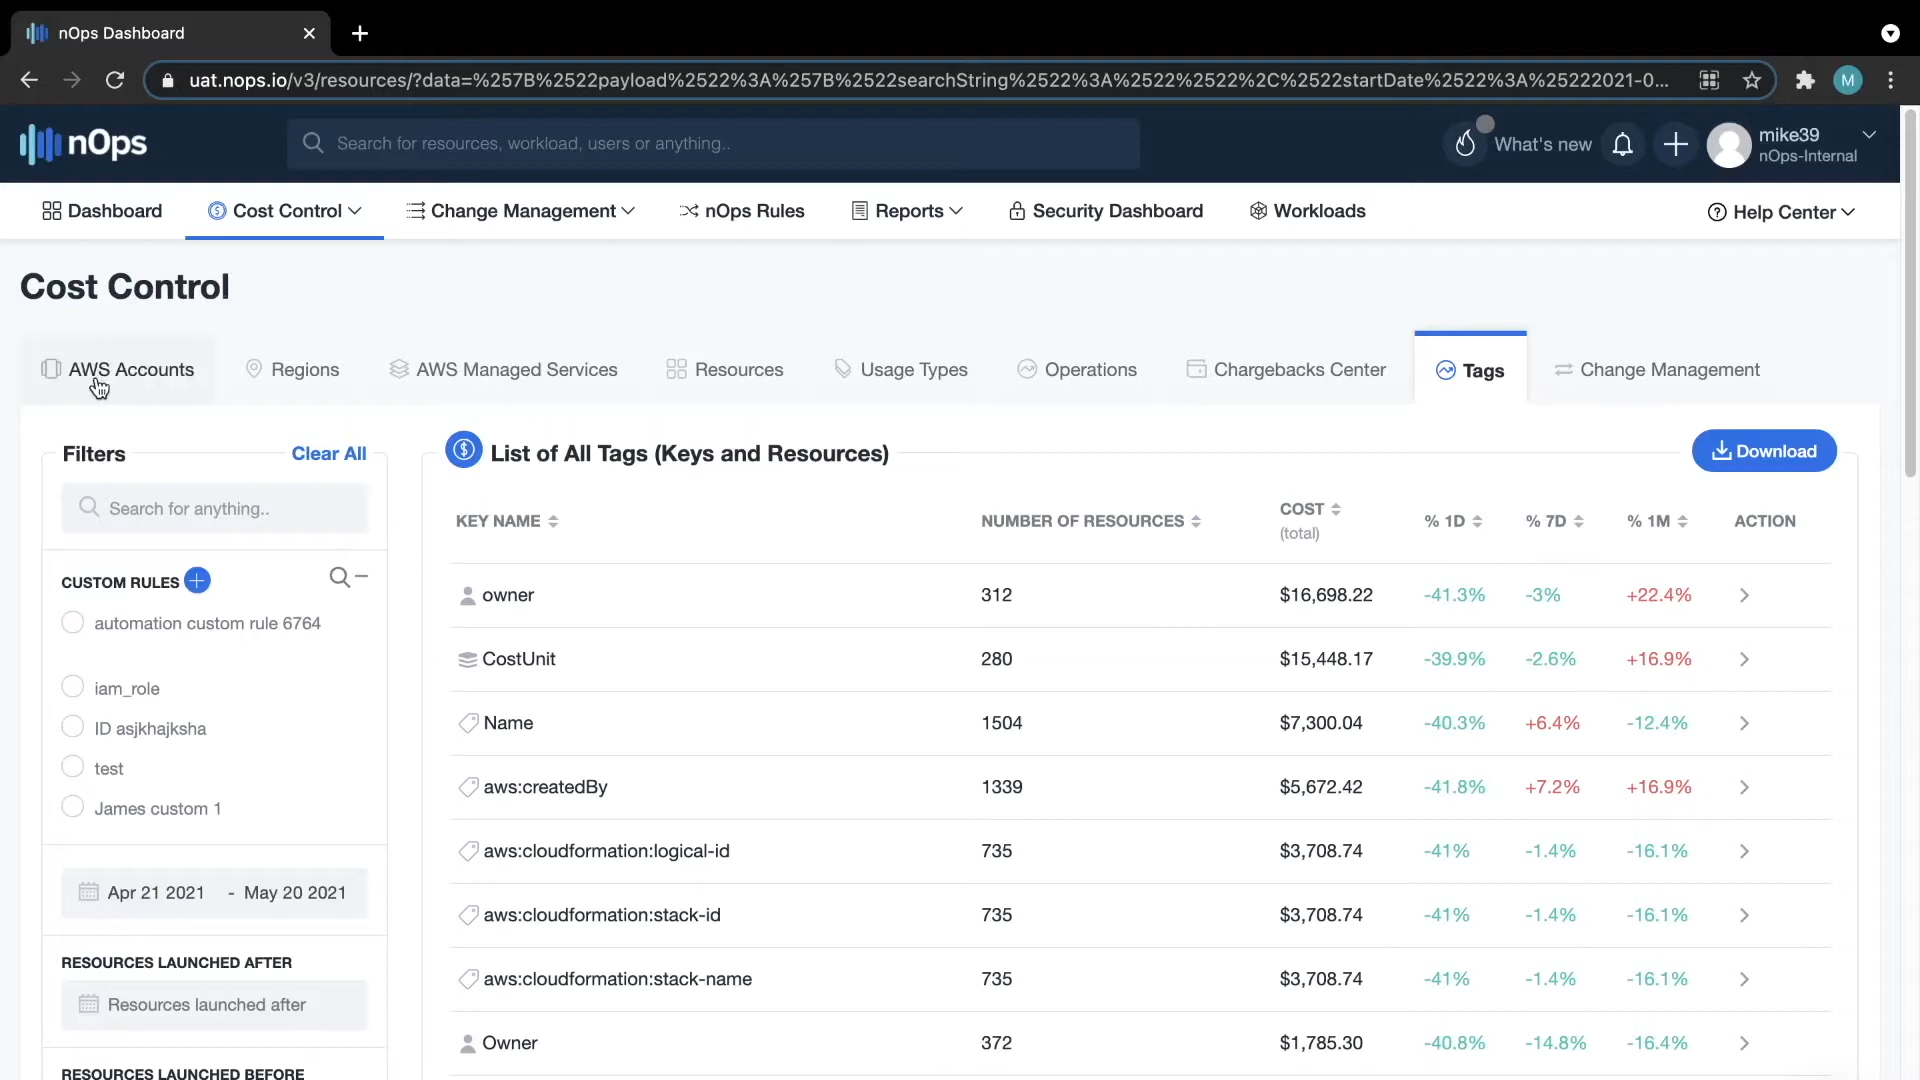 nOps Dashboard
uat.nops.io/v3/resources/?data=%257B%2522payload%2522%3A%257B%2522searchString%2522%3A%2522%2522%2C%2522startDate%2522%3A%25222021-0...
M
nOps
Search for resources, workload, users or anything..
What's new
mike39
nOps-Internal
Dashboard
Cost Control
Change Management
nOps Rules
Reports
Security Dashboard
Workloads
Help Center
Cost Control
AWS Accounts
Regions
AWS Managed Services
Resources
Usage Types
Operations
Chargebacks Center
Tags
Change Management
Filters
Clear All
Search for anything..
CUSTOM RULES
automation custom rule 6764
iam_role
ID asjkhajksha
test
James custom 1
Apr 21 2021 - May 20 2021
RESOURCES LAUNCHED AFTER
Resources launched after
RESOURCES LAUNCHED BEFORE
List of All Tags (Keys and Resources)
Download
KEY NAME NUMBER OF RESOURCES COST (total) % 1D % 7D % 1M ACTION
owner 312 $16,698.22 -41.3% -3% +22.4%
CostUnit 280 $15,448.17 -39.9% -2.6% +16.9%
Name 1504 $7,300.04 -40.3% +6.4% -12.4%
aws:createdBy 1339 $5,672.42 -41.8% +7.2% +16.9%
aws:cloudformation:logical-id 735 $3,708.74 -41% -1.4% -16.1%
aws:cloudformation:stack-id 735 $3,708.74 -41% -1.4% -16.1%
aws:cloudformation:stack-name 735 $3,708.74 -41% -1.4% -16.1%
Owner 372 $1,785.30 -40.8% -14.8% -16.4%